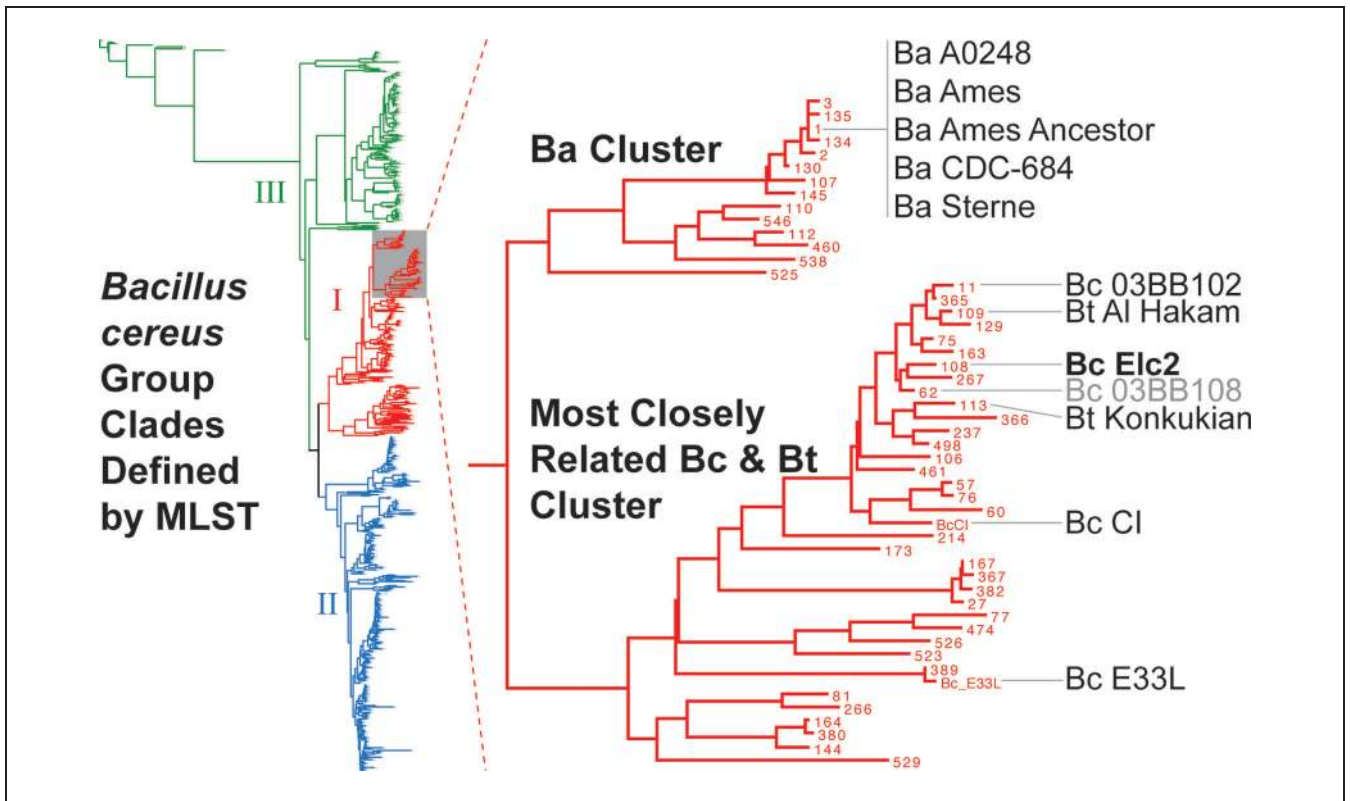 III
I
II
Bacillus
cereus
Group
Clades
Defined
by MLST
Ba Cluster
3
135
1
134
2
130
107
145
110
546
112
460
538
525
Ba A0248
Ba Ames
Ba Ames Ancestor
Ba CDC-684
Ba Sterne
Most Closely
Related Bc & Bt
Cluster
11
365
109
129
75
163
108
267
62
113
366
237
498
106
461
57
76
60
BcCI
214
173
167
367
382
27
77
474
526
523
389
Bc_E33L
81
266
164
380
144
529
Bc 03BB102
Bt Al Hakam
Bc Elc2
Bc 03BB108
Bt Konkukian
Bc CI
Bc E33L